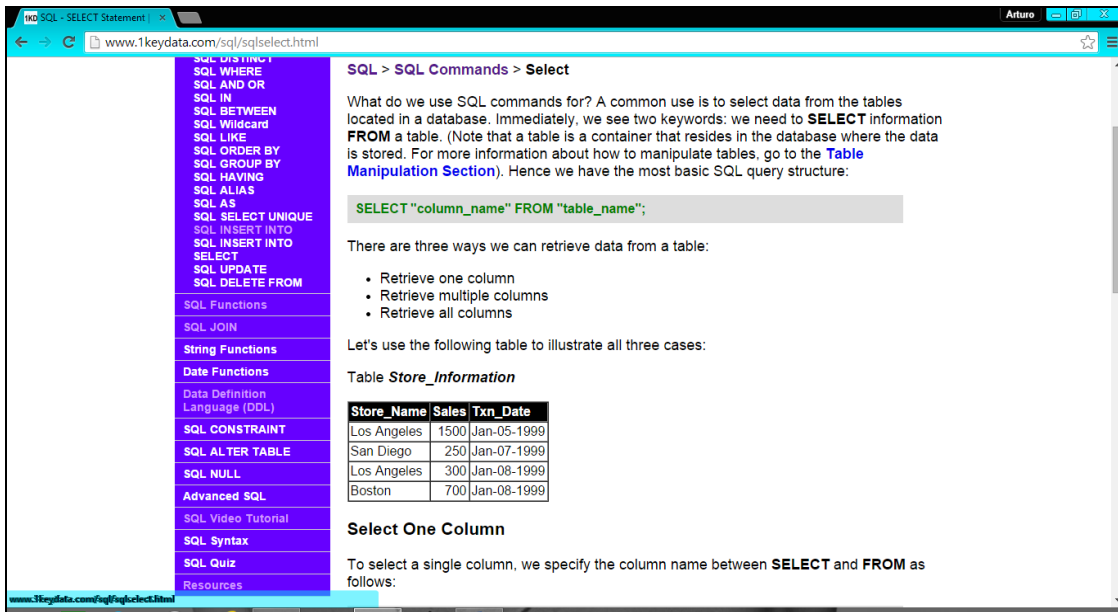 1KD SQL - SELECT Statement |
Arturo
www.1keydata.com/sql/sqlselect.html
SQL DISTINCT
SQL WHERE
SQL AND OR
SQL IN
SQL BETWEEN
SQL Wildcard
SQL LIKE
SQL ORDER BY
SQL GROUP BY
SQL HAVING
SQL ALIAS
SQL AS
SQL SELECT UNIQUE
SQL INSERT INTO
SQL INSERT INTO
SELECT
SQL UPDATE
SQL DELETE FROM
SQL Functions
SQL JOIN
String Functions
Date Functions
Data Definition
Language (DDL)
SQL CONSTRAINT
SQL ALTER TABLE
SQL NULL
Advanced SQL
SQL Video Tutorial
SQL Syntax
SQL Quiz
Resources
SQL > SQL Commands > Select
What do we use SQL commands for? A common use is to select data from the tables
located in a database. Immediately, we see two keywords: we need to SELECT information
FROM a table. (Note that a table is a container that resides in the database where the data
is stored. For more information about how to manipulate tables, go to the Table
Manipulation Section). Hence we have the most basic SQL query structure:
SELECT "column_name" FROM "table_name";
There are three ways we can retrieve data from a table:
• Retrieve one column
• Retrieve multiple columns
• Retrieve all columns
Let's use the following table to illustrate all three cases:
Table Store_Information
Store_Name Sales Txn_Date
Los Angeles 1500 Jan-05-1999
San Diego 250 Jan-07-1999
Los Angeles 300 Jan-08-1999
Boston 700 Jan-08-1999
Select One Column
To select a single column, we specify the column name between SELECT and FROM as
follows: